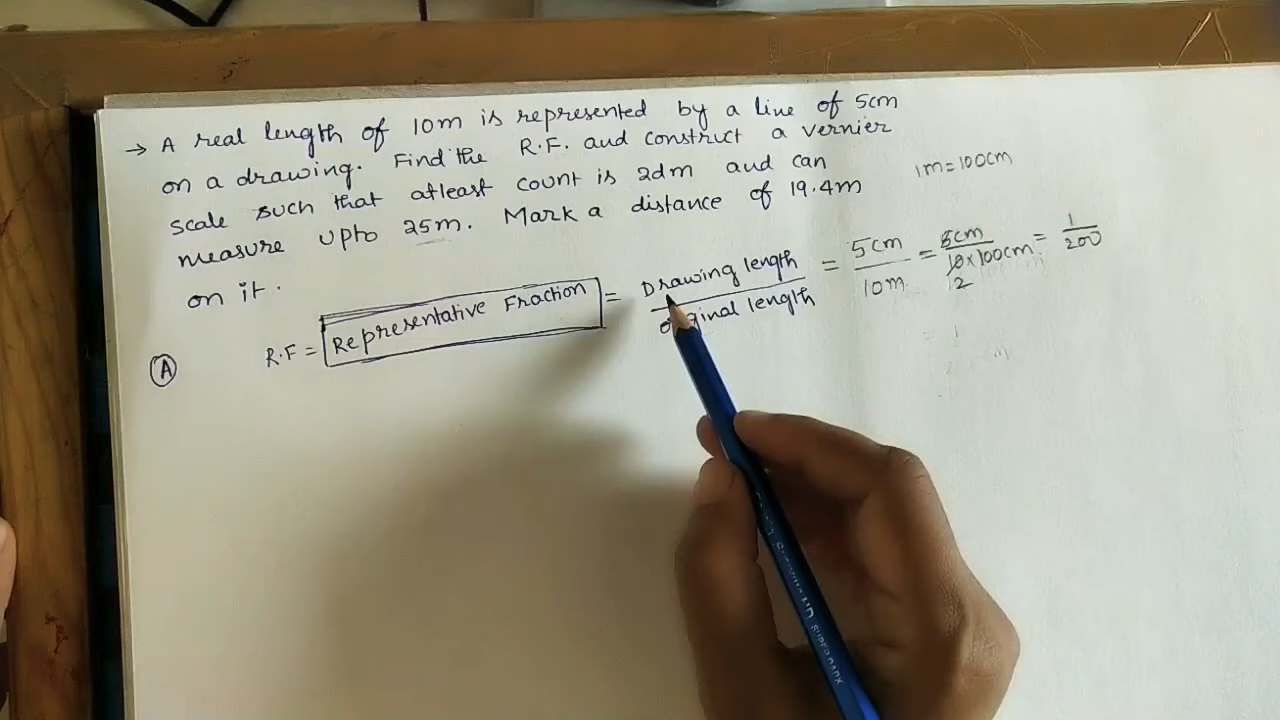 → A real length of 10m is represented by a line of 5cm
on a drawing. Find the R.F. and construct a vernier
scale such that atleast count is 2dm and can
measure upto 25m. Mark a distance of 19.4m
on it.
1m=100cm
(A) R.F = Representative Fraction = Drawing length / original length = 5cm / 10m = 5cm / 10×100cm = 1 / 200
2